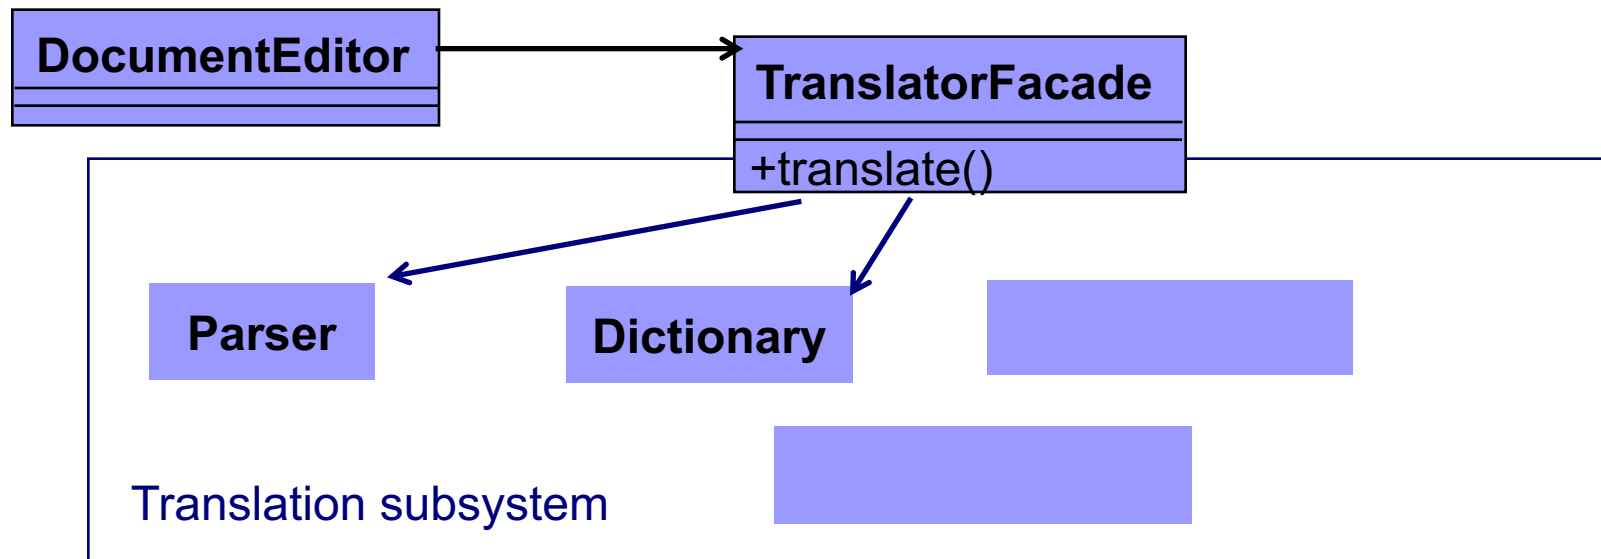 DocumentEditor
TranslatorFacade
+translate()
Parser
Dictionary
Translation subsystem